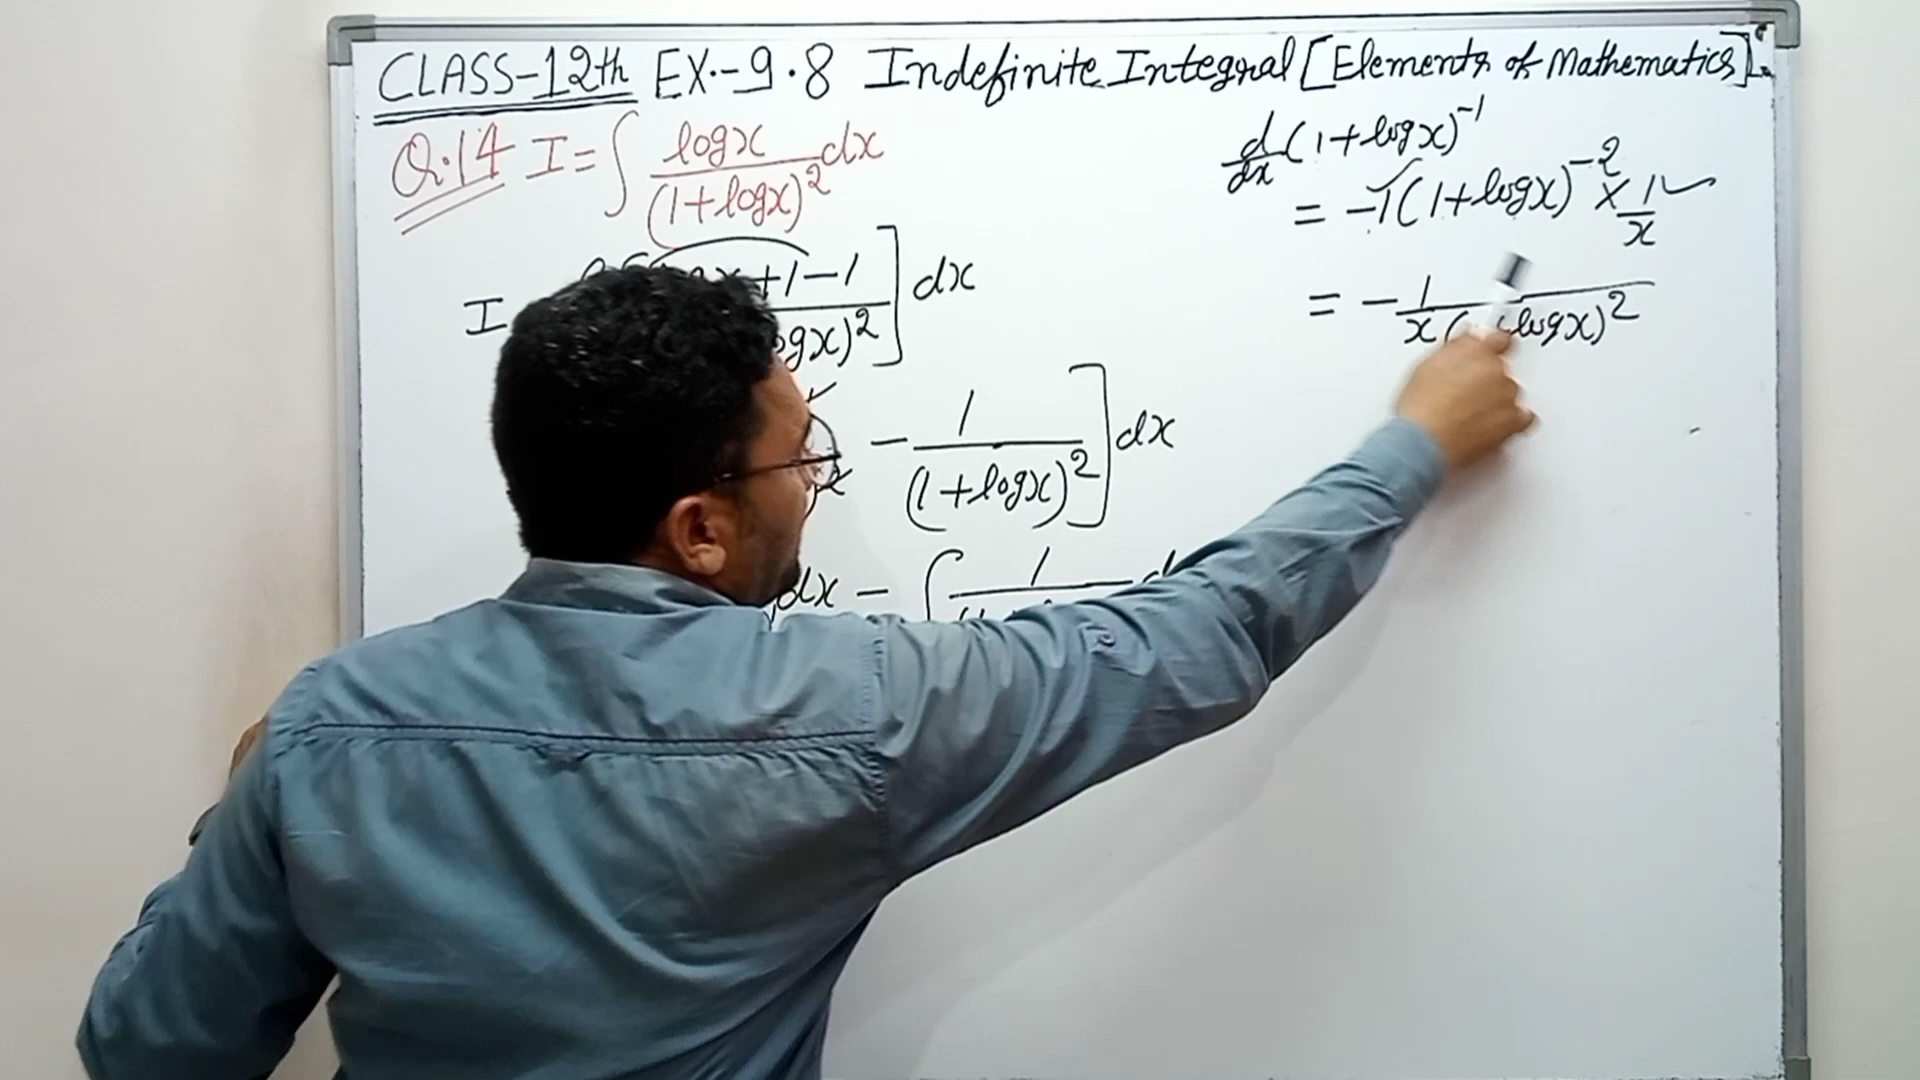 CLASS-12th EX.-9.8 Indefinite Integral [Elements of Mathematics]
Q.14 I = ∫ logx/(1+logx)² dx
I +1-1 ogx)² ] dx
- 1/(1+logx)² ] dx
dx - ∫ 1
d/dx (1+logx)⁻¹
= -1(1+logx)⁻² × 1/x
= - 1/x( logx)²